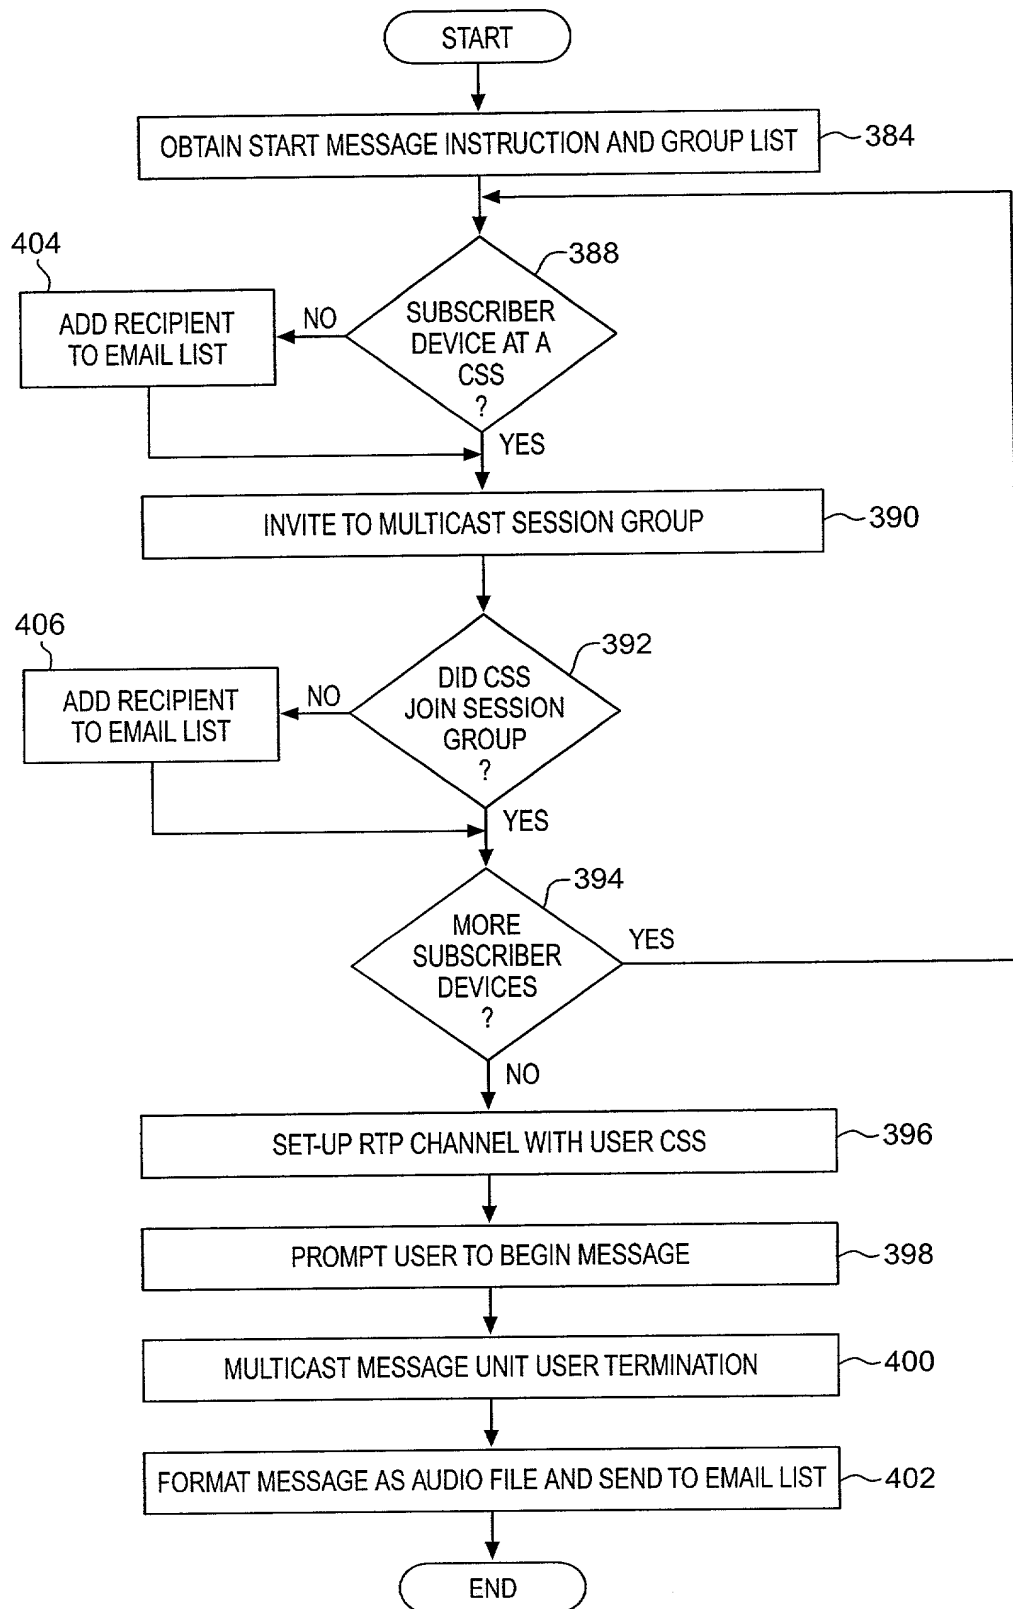 START
OBTAIN START MESSAGE INSTRUCTION AND GROUP LIST
384
404
388
ADD RECIPIENT
TO EMAIL LIST
NO
SUBSCRIBER
DEVICE AT A
CSS
?
YES
INVITE TO MULTICAST SESSION GROUP
390
406
392
ADD RECIPIENT
TO EMAIL LIST
NO
DID CSS
JOIN SESSION
GROUP
?
YES
394
MORE
SUBSCRIBER
DEVICES
?
YES
NO
SET-UP RTP CHANNEL WITH USER CSS
396
PROMPT USER TO BEGIN MESSAGE
398
MULTICAST MESSAGE UNIT USER TERMINATION
400
FORMAT MESSAGE AS AUDIO FILE AND SEND TO EMAIL LIST
402
END